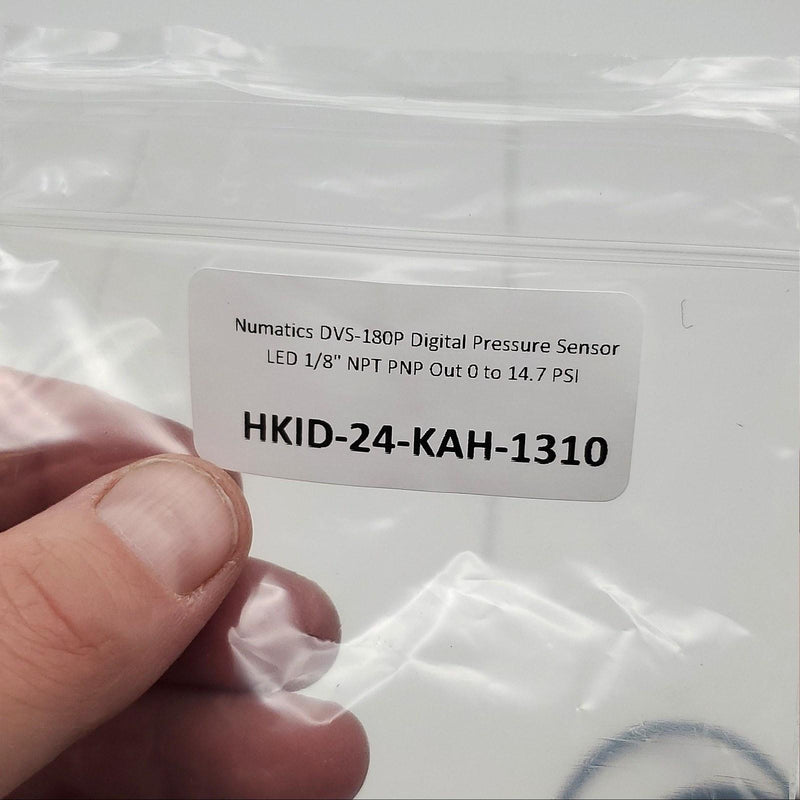 Numatics DVS-180P Digital Pressure Sensor
LED 1/8" NPT PNP Out 0 to 14.7 PSI
HKID-24-KAH-1310